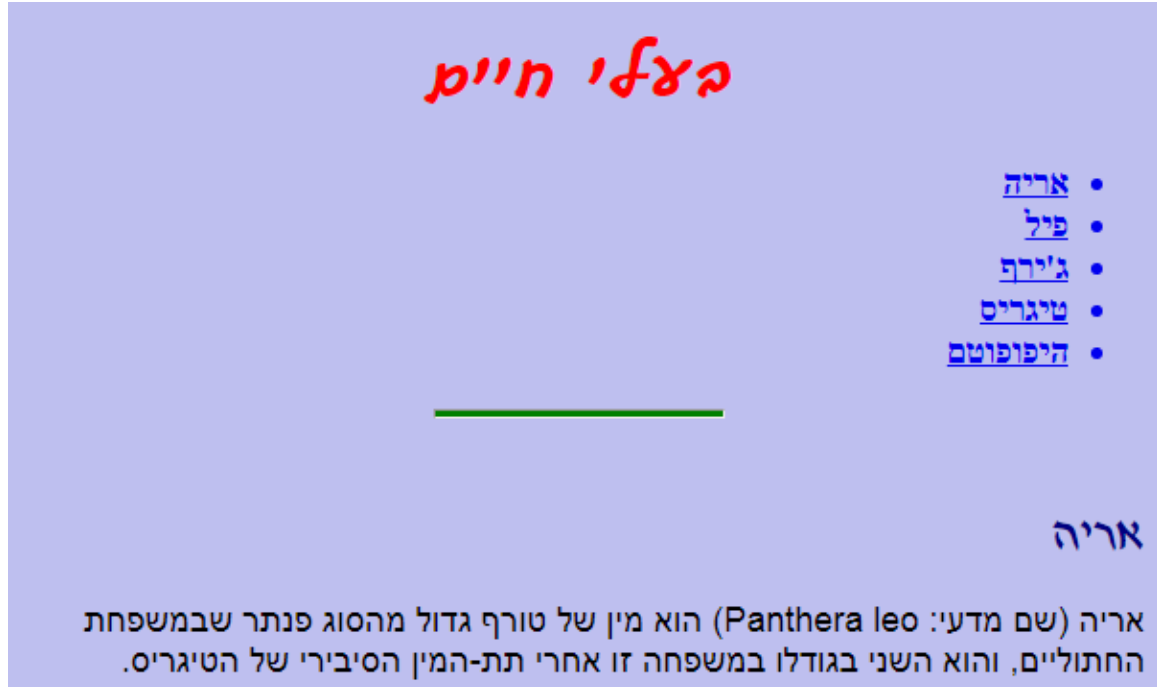 בעלי חיים
אריה
פיל
ג'ירף
טיגריס
היפופוטם
אריה
אריה (שם מדעי: Panthera leo) הוא מין של טורף גדול מהסוג פנתר שבמשפחת
החתוליים, והוא השני בגודלו במשפחה זו אחרי תת-המין הסיבירי של הטיגריס.